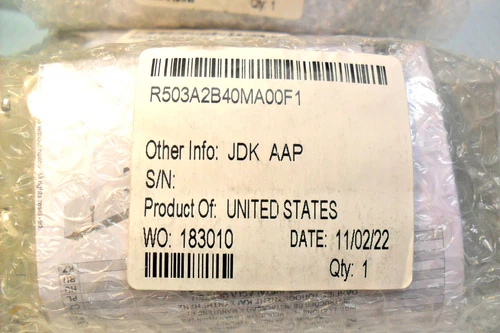 Qty: 1
R503A2B40MA00F1
Other Info: JDK AAP
S/N:
Product Of: UNITED STATES
WO: 183010 DATE: 11/02/22
Qty: 1